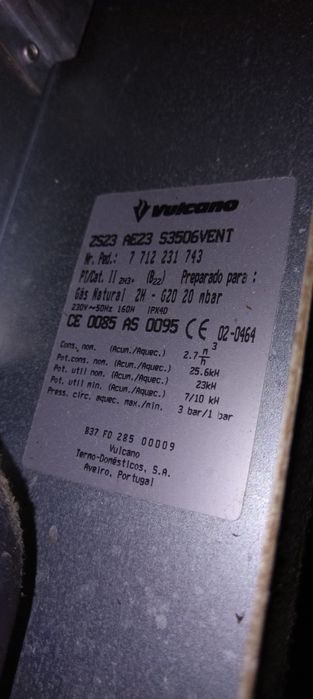 Vulcano
ZS23 AE23 S3506VENT
Nr. Ped.: 7 712 231 743
PI/Cat. II 2H3+ (B22) Preparado para :
Gás Natural 2H - G20 20 mbar
230V ~ 50Hz 160W IPX4D
CE 0085 AS 0095 CE 02-0464
Cons. nom. (Acum./Aquec.) 2.7 m³/h
Pot.cons. nom. (Acum./Aquec.) 25.6kW
Pot. util nom. (Acum./Aquec.) 23kW
Pot. util min. (Acum./Aquec.) 7/10 kW
Press. circ. aquec. max./min. 3 bar/1 bar
B37 FD 285 00009
Vulcano
Termo-Domésticos, S.A.
Aveiro, Portugal